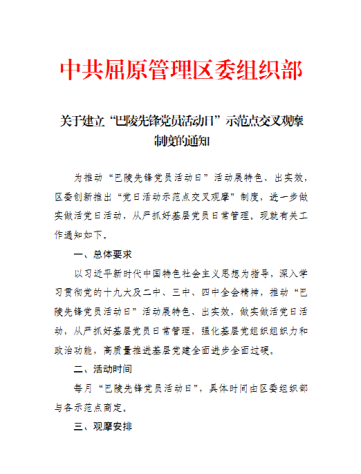 中共屈原管理区委组织部
关于建立“巴陵先锋党员活动日”示范点交叉观摩
制度的通知
为推动“巴陵先锋党员活动日”活动展特色、出实效，
区委创新推出“党日活动示范点交叉观摩”制度，进一步做
实做活党日活动，从严抓好基层党员日常管理。现就有关工
作通知如下。
一、总体要求
以习近平新时代中国特色社会主义思想为指导，深入学
习贯彻党的十九大及二中、三中、四中全会精神，推动“巴
陵先锋党员活动日”活动展特色、出实效，做实做活党日活
动，从严抓好基层党员日常管理，强化基层党组织组织力和
政治功能，高质量推进基层党建全面进步全面过硬。
二、活动时间
每月“巴陵先锋党员活动日”，具体时间由区委组织部
与各示范点商定。
三、观摩安排